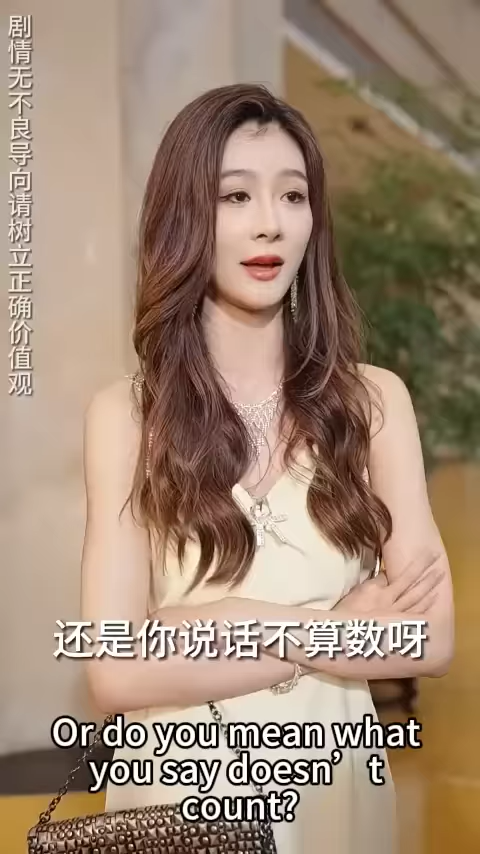 剧情无不良导向请树立正确价值观
还是你说话不算数呀
Or do you mean what
you say doesn’t
count?